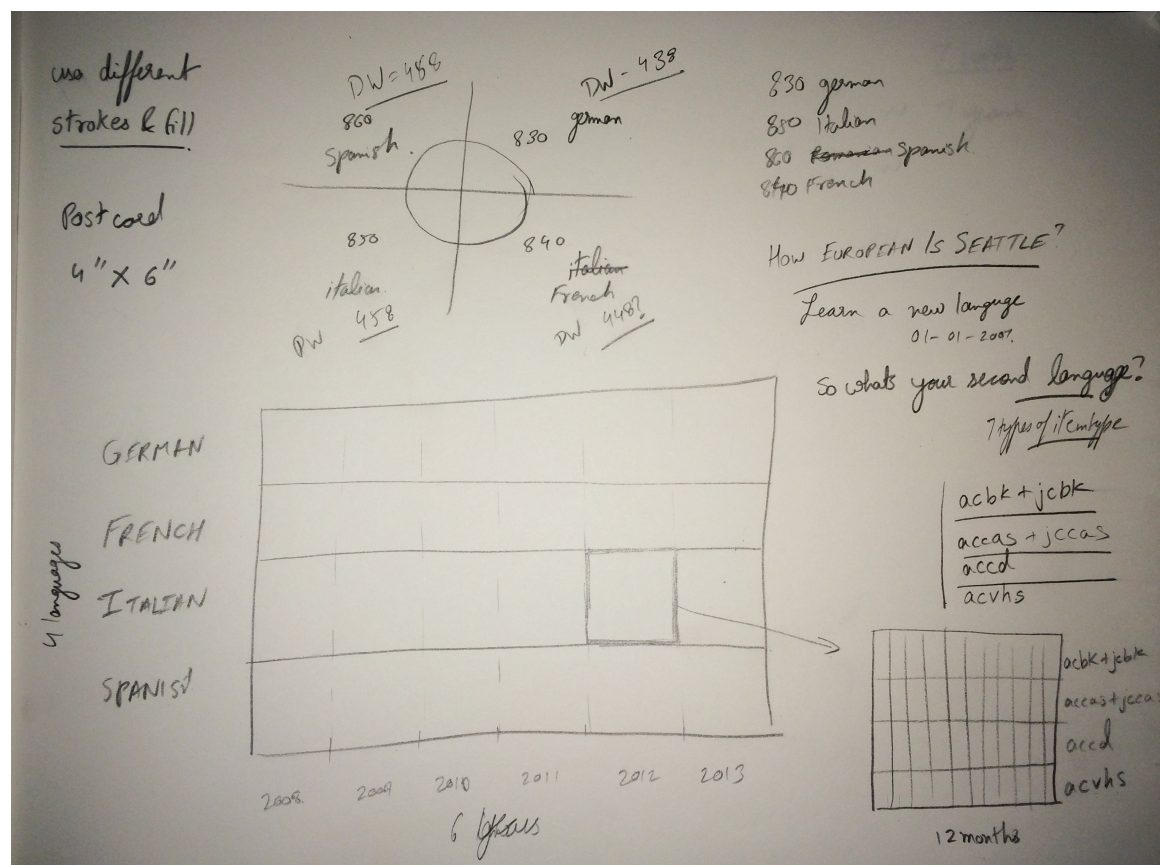 use different
strokes & fill
Post card
4" X 6"
DW = 488
860
Spanish.
DW - 438
830 german
850
italian.
DW 458
840
italian
French
DW 448?
830 german
850 Italian
860 Romanian Spanish
840 French
HOW EUROPEAN IS SEATTLE?
Learn a new languge
01-01-2007.
So whats your second language?
7 types of itemtype
acbk + jcbk
accas + jccas
accd
acvhs
4 languages
GERMAN
FRENCH
ITALIAN
SPANISH
2008.
2009
2010
2011
2012
2013
6 years
acbk + jcbk
accas + jccas
accd
acvhs
12 months